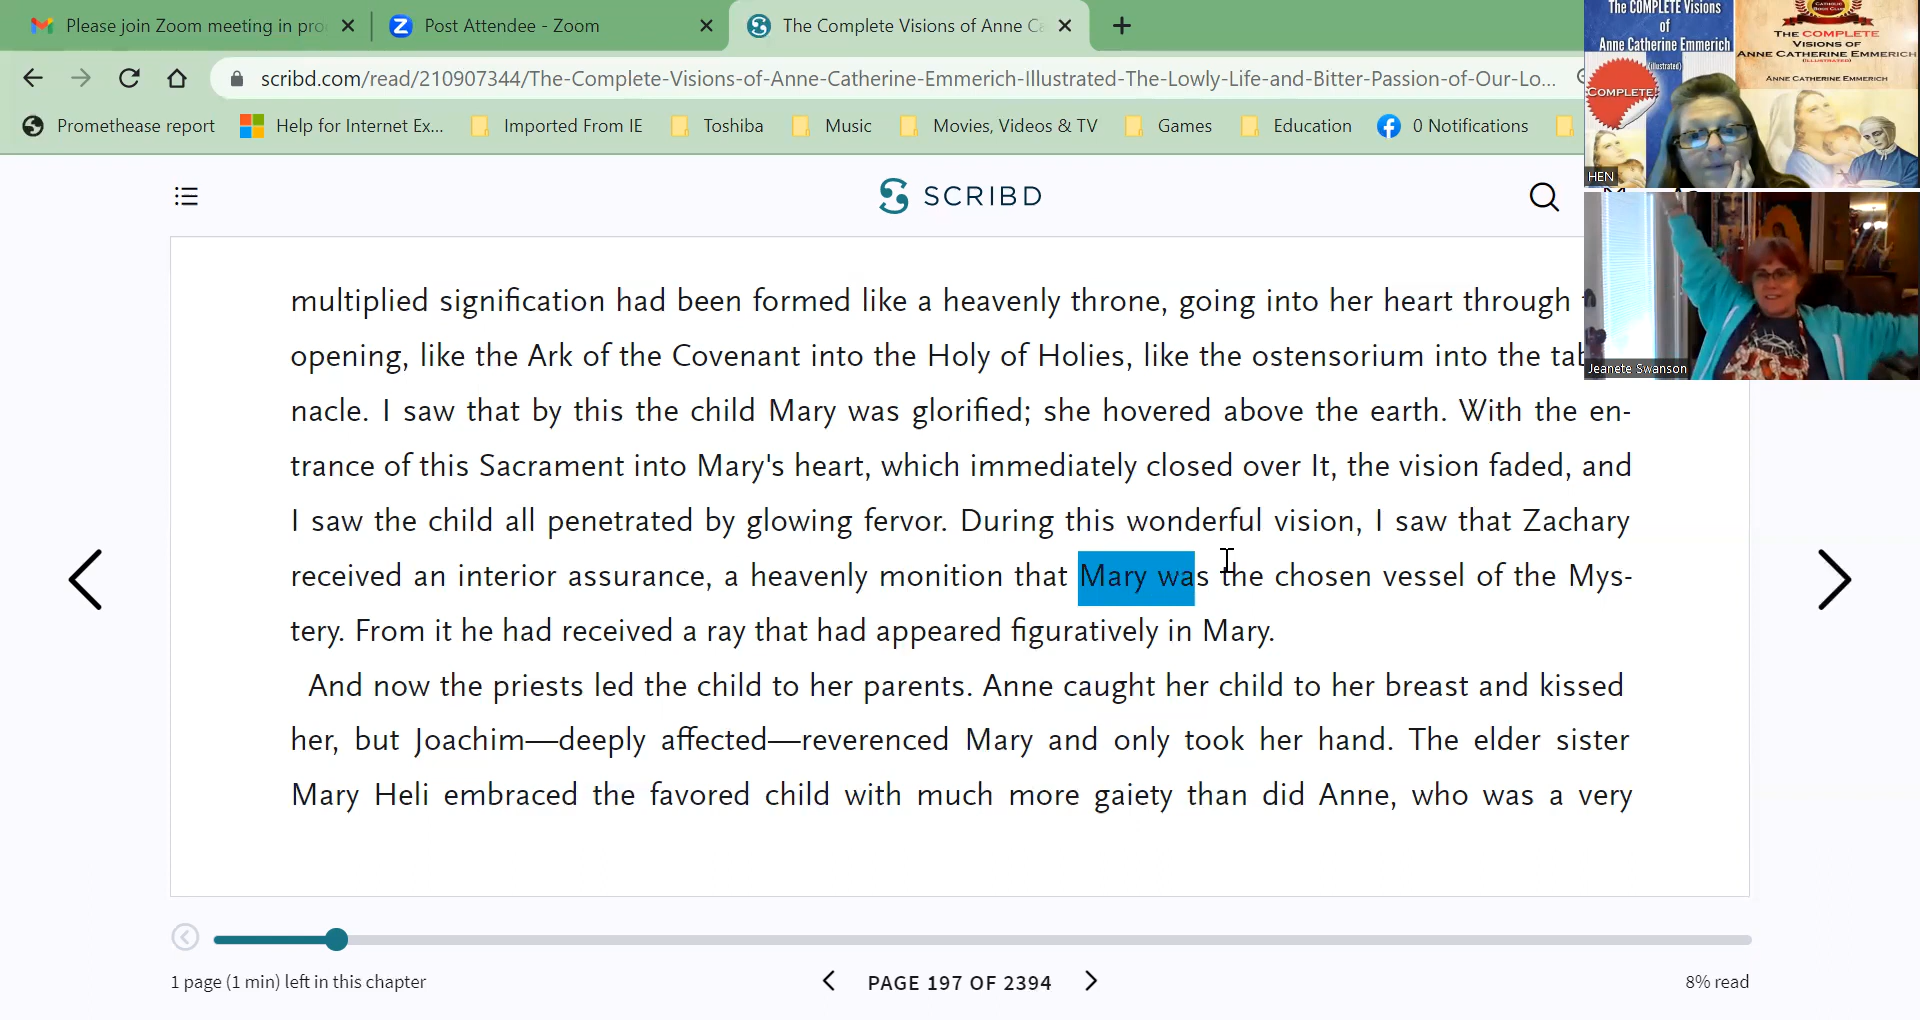 Please join Zoom meeting in pro
Post Attendee - Zoom
The Complete Visions of Anne Ca
scribd.com/read/210907344/The-Complete-Visions-of-Anne-Catherine-Emmerich-Illustrated-The-Lowly-Life-and-Bitter-Passion-of-Our-Lo...
Promethease report
Help for Internet Ex...
Imported From IE
Toshiba
Music
Movies, Videos & TV
Games
Education
0 Notifications
The COMPLETE Visions
of
Anne Catherine Emmerich
(illustrated)
COMPLETE!
THE COMPLETE
VISIONS OF
ANNE CATHERINE EMMERICH
(ILLUSTRATED)
ANNE CATHERINE EMMERICH
HEN
Jeanete Swanson
SCRIBD
multiplied signification had been formed like a heavenly throne, going into her heart through
opening, like the Ark of the Covenant into the Holy of Holies, like the ostensorium into the tab
nacle. I saw that by this the child Mary was glorified; she hovered above the earth. With the en-
trance of this Sacrament into Mary's heart, which immediately closed over It, the vision faded, and
I saw the child all penetrated by glowing fervor. During this wonderful vision, I saw that Zachary
received an interior assurance, a heavenly monition that Mary was the chosen vessel of the Mys-
tery. From it he had received a ray that had appeared figuratively in Mary.
And now the priests led the child to her parents. Anne caught her child to her breast and kissed
her, but Joachim—deeply affected—reverenced Mary and only took her hand. The elder sister
Mary Heli embraced the favored child with much more gaiety than did Anne, who was a very
1 page (1 min) left in this chapter
PAGE 197 OF 2394
8% read